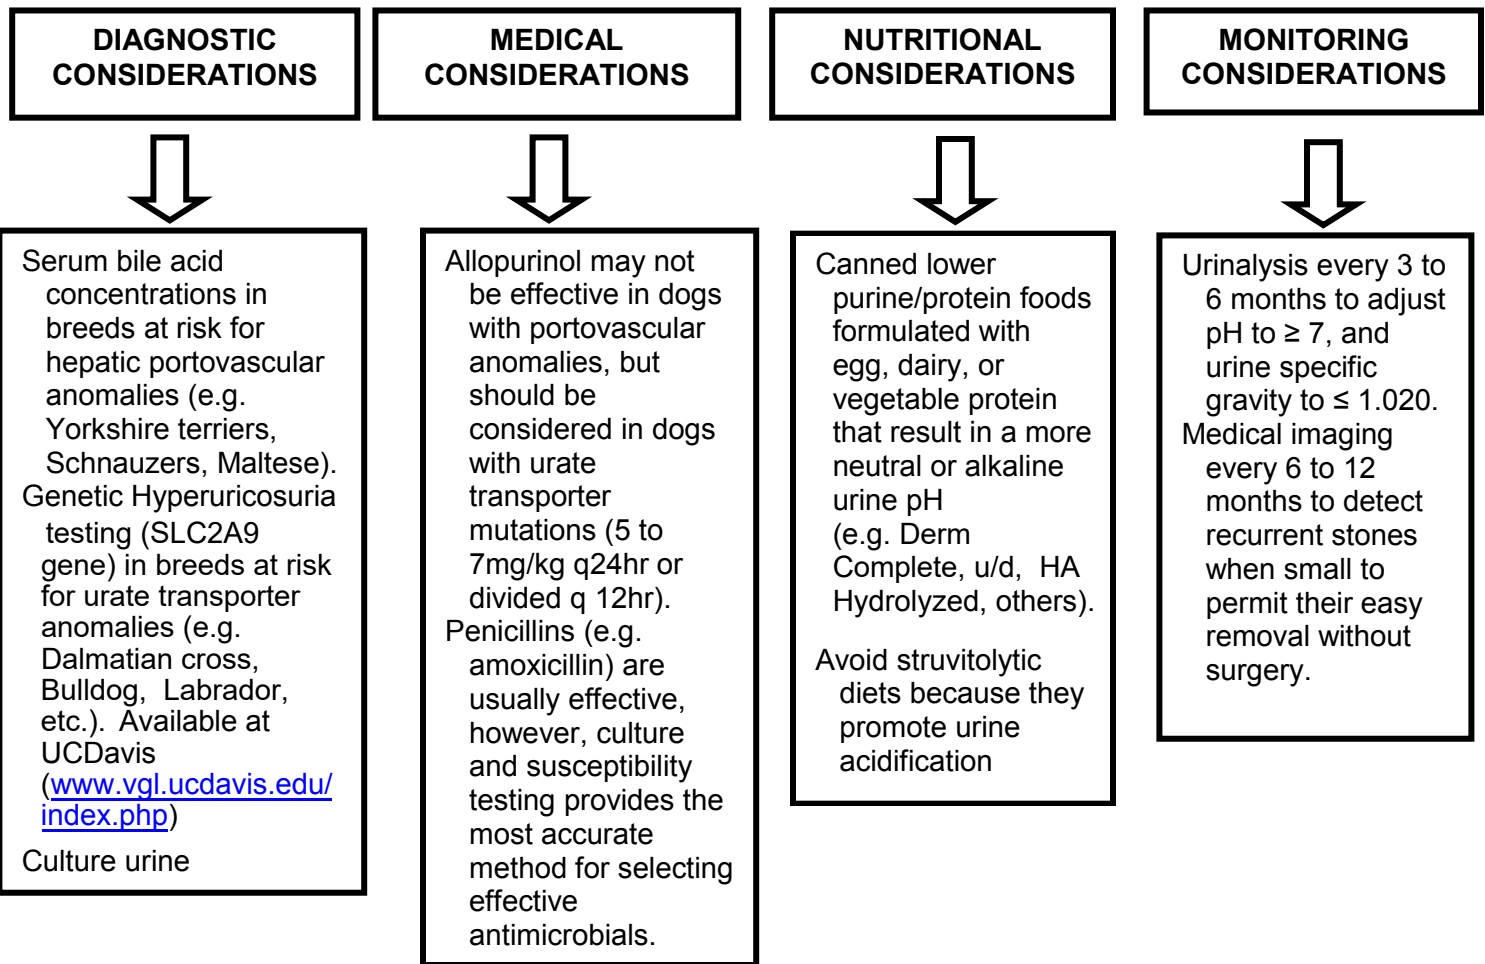 DIAGNOSTIC
CONSIDERATIONS
Serum bile acid
concentrations in
breeds at risk for
hepatic portovascular
anomalies (e.g.
Yorkshire terriers,
Schnauzers, Maltese).
Genetic Hyperuricosuria
testing (SLC2A9
gene) in breeds at risk
for urate transporter
anomalies (e.g.
Dalmatian cross,
Bulldog, Labrador,
etc.). Available at
UCDavis
(www.vgl.ucdavis.edu/
index.php)
Culture urine
MEDICAL
CONSIDERATIONS
Allopurinol may not
be effective in dogs
with portovascular
anomalies, but
should be
considered in dogs
with urate
transporter
mutations (5 to
7mg/kg q24hr or
divided q 12hr).
Penicillins (e.g.
amoxicillin) are
usually effective,
however, culture
and susceptibility
testing provides the
most accurate
method for selecting
effective
antimicrobials.
NUTRITIONAL
CONSIDERATIONS
Canned lower
purine/protein foods
formulated with
egg, dairy, or
vegetable protein
that result in a more
neutral or alkaline
urine pH
(e.g. Derm
Complete, u/d, HA
Hydrolyzed, others).
Avoid struvitolytic
diets because they
promote urine
acidification
MONITORING
CONSIDERATIONS
Urinalysis every 3 to
6 months to adjust
pH to ≥ 7, and
urine specific
gravity to ≤ 1.020.
Medical imaging
every 6 to 12
months to detect
recurrent stones
when small to
permit their easy
removal without
surgery.